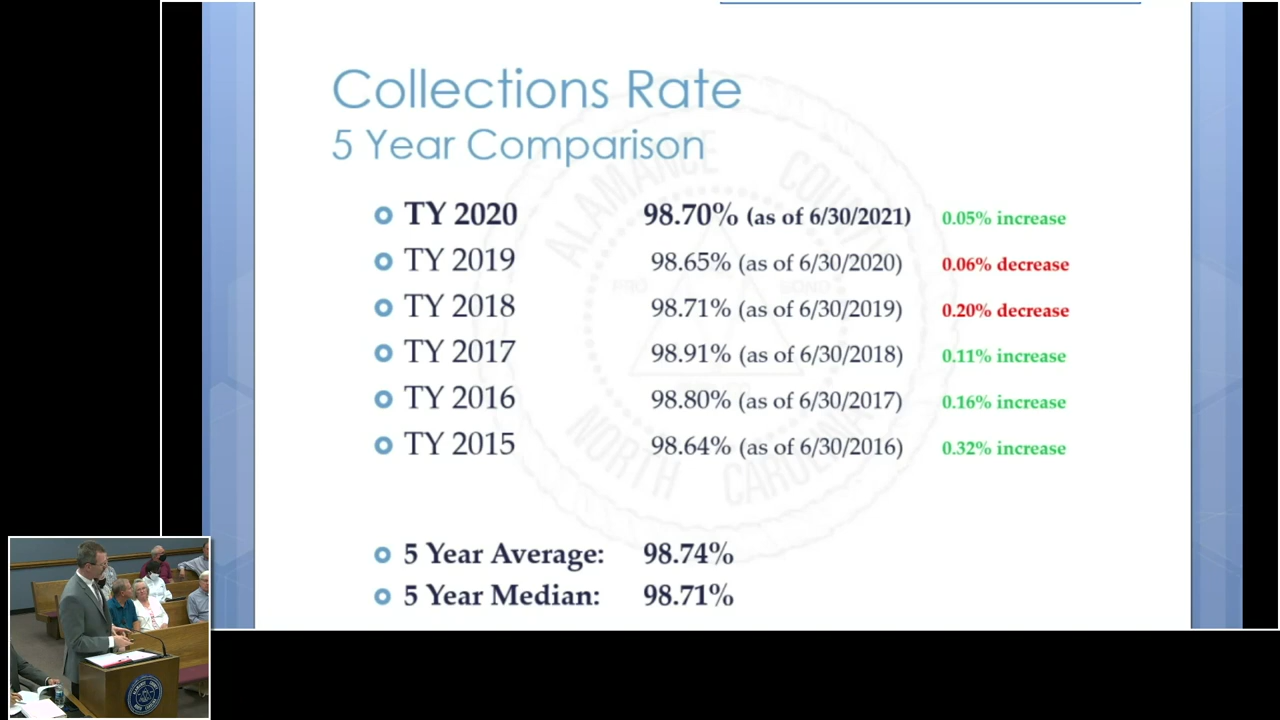 Collections Rate
5 Year Comparison
TY 2020 98.70% (as of 6/30/2021) 0.05% increase
TY 2019 98.65% (as of 6/30/2020) 0.06% decrease
TY 2018 98.71% (as of 6/30/2019) 0.20% decrease
TY 2017 98.91% (as of 6/30/2018) 0.11% increase
TY 2016 98.80% (as of 6/30/2017) 0.16% increase
TY 2015 98.64% (as of 6/30/2016) 0.32% increase
5 Year Average: 98.74%
5 Year Median: 98.71%
ALAMANCE COUNTY
NORTH CAROLINA